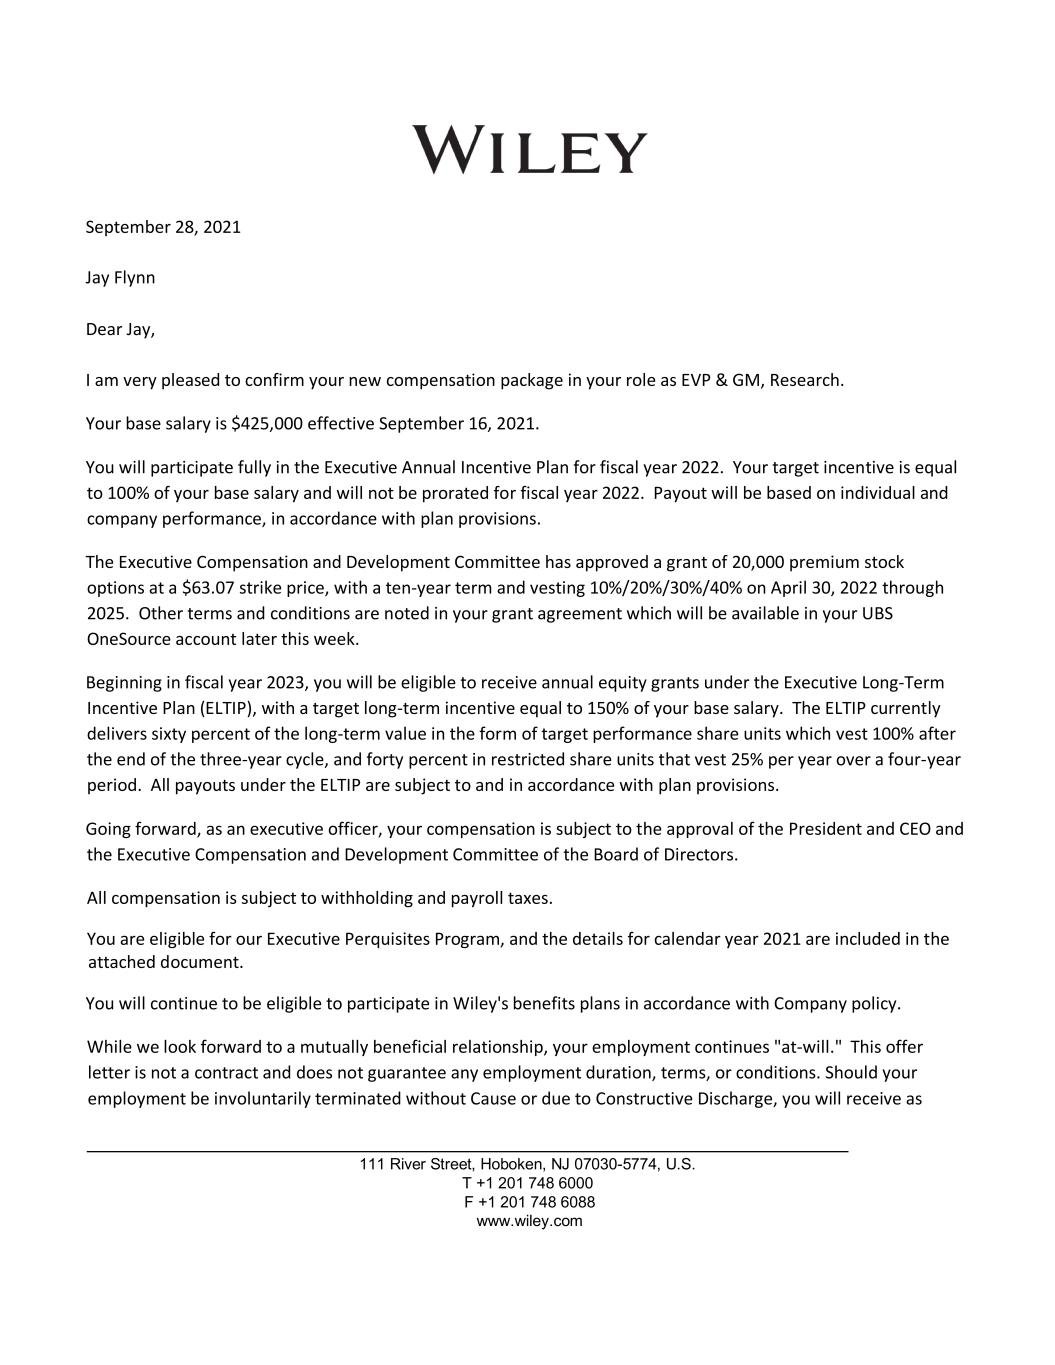 WILEY
September 28, 2021
Jay Flynn
Dear Jay,
I am very pleased to confirm your new compensation package in your role as EVP & GM, Research.
Your base salary is $425,000 effective September 16, 2021.
You will participate fully in the Executive Annual Incentive Plan for fiscal year 2022.  Your target incentive is equal
to 100% of your base salary and will not be prorated for fiscal year 2022.  Payout will be based on individual and
company performance, in accordance with plan provisions.
The Executive Compensation and Development Committee has approved a grant of 20,000 premium stock
options at a $63.07 strike price, with a ten-year term and vesting 10%/20%/30%/40% on April 30, 2022 through
2025.  Other terms and conditions are noted in your grant agreement which will be available in your UBS
OneSource account later this week.
Beginning in fiscal year 2023, you will be eligible to receive annual equity grants under the Executive Long-Term
Incentive Plan (ELTIP), with a target long-term incentive equal to 150% of your base salary.  The ELTIP currently
delivers sixty percent of the long-term value in the form of target performance share units which vest 100% after
the end of the three-year cycle, and forty percent in restricted share units that vest 25% per year over a four-year
period.  All payouts under the ELTIP are subject to and in accordance with plan provisions.
Going forward, as an executive officer, your compensation is subject to the approval of the President and CEO and
the Executive Compensation and Development Committee of the Board of Directors.
All compensation is subject to withholding and payroll taxes.
You are eligible for our Executive Perquisites Program, and the details for calendar year 2021 are included in the
attached document.
You will continue to be eligible to participate in Wiley's benefits plans in accordance with Company policy.
While we look forward to a mutually beneficial relationship, your employment continues "at-will."  This offer
letter is not a contract and does not guarantee any employment duration, terms, or conditions. Should your
employment be involuntarily terminated without Cause or due to Constructive Discharge, you will receive as
111 River Street, Hoboken, NJ 07030-5774, U.S.
T +1 201 748 6000
F +1 201 748 6088
www.wiley.com